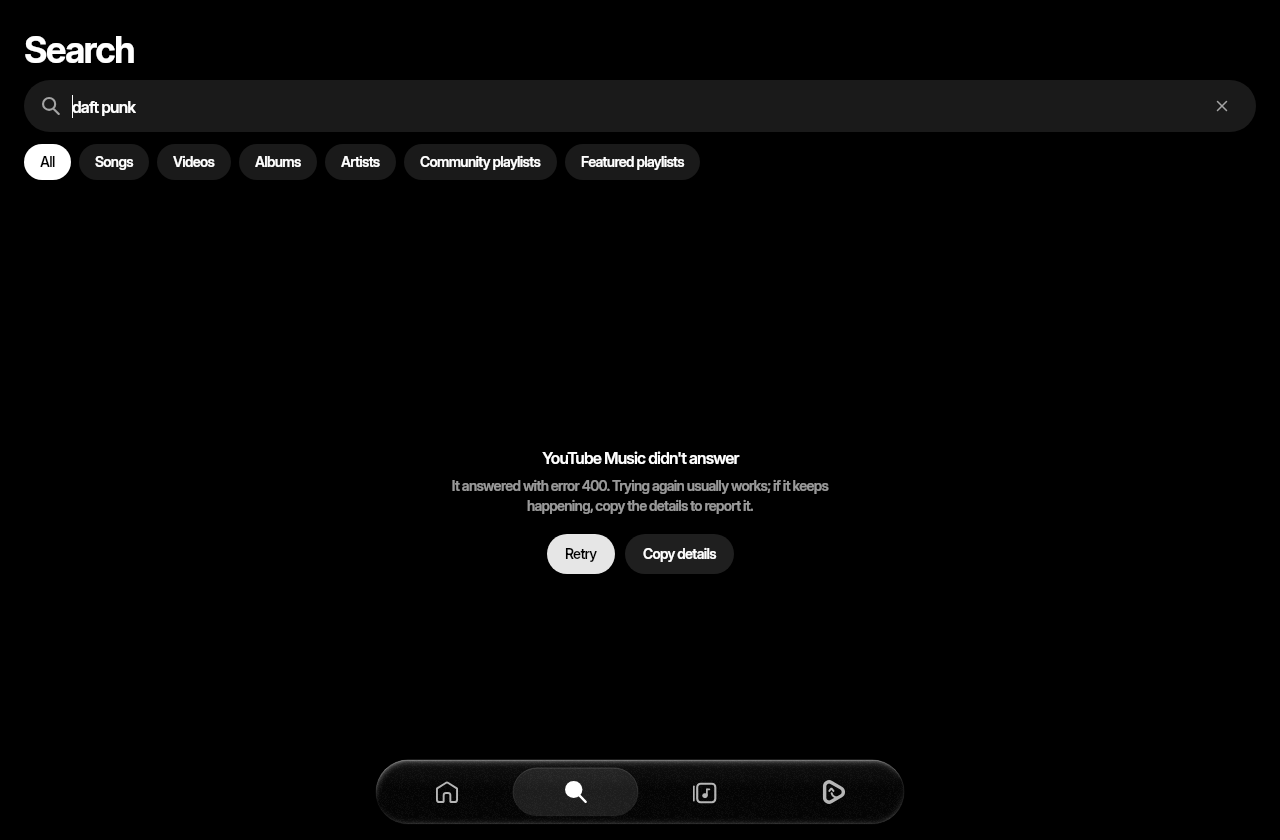 Search
daft punk
All
Songs
Videos
Albums
Artists
Community playlists
Featured playlists
YouTube Music didn't answer
It answered with error 400. Trying again usually works; if it keeps
happening, copy the details to report it.
Retry
Copy details